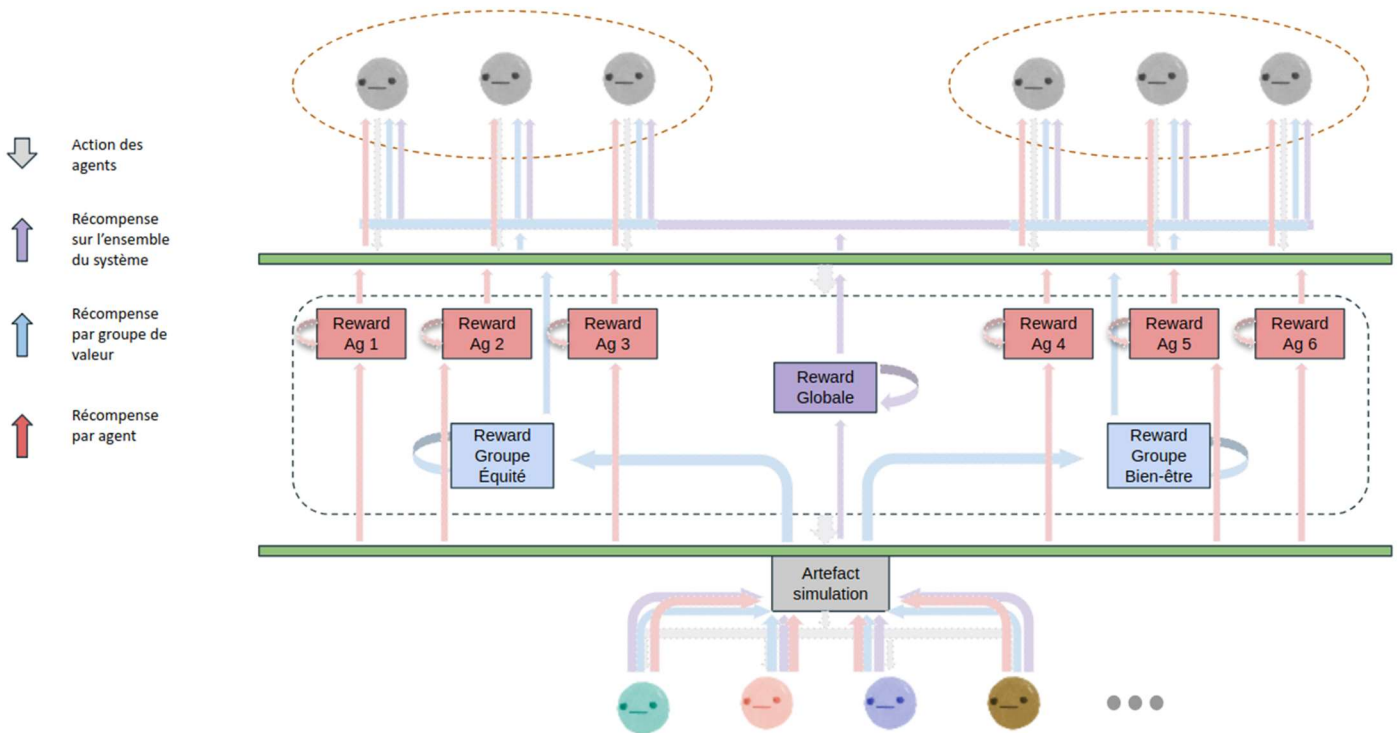 Action des
agents
Récompense
sur l'ensemble
du système
Récompense
par groupe de
valeur
Récompense
par agent
Reward
Ag 1
Reward
Ag 2
Reward
Ag 3
Reward
Globale
Reward
Ag 4
Reward
Ag 5
Reward
Ag 6
Reward
Groupe
Équité
Reward
Groupe
Bien-être
Artefact
simulation